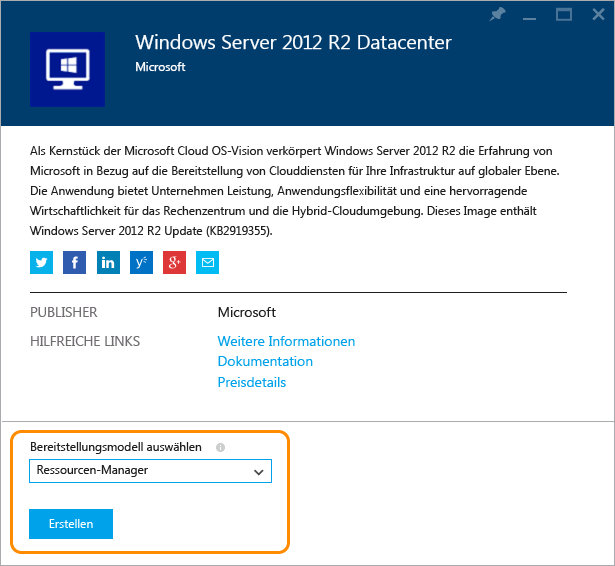 Windows Server 2012 R2 Datacenter
Microsoft
Als Kernstück der Microsoft Cloud OS-Vision verkörpert Windows Server 2012 R2 die Erfahrung von
Microsoft in Bezug auf die Bereitstellung von Clouddiensten für Ihre Infrastruktur auf globaler Ebene.
Die Anwendung bietet Unternehmen Leistung, Anwendungsflexibilität und eine hervorragende
Wirtschaftlichkeit für das Rechenzentrum und die Hybrid-Cloudumgebung. Dieses Image enthält
Windows Server 2012 R2 Update (KB2919355).
f in y g+
PUBLISHER Microsoft
HILFREICHE LINKS Weitere Informationen
Dokumentation
Preisdetails
Bereitstellungsmodell auswählen
Ressourcen-Manager
Erstellen